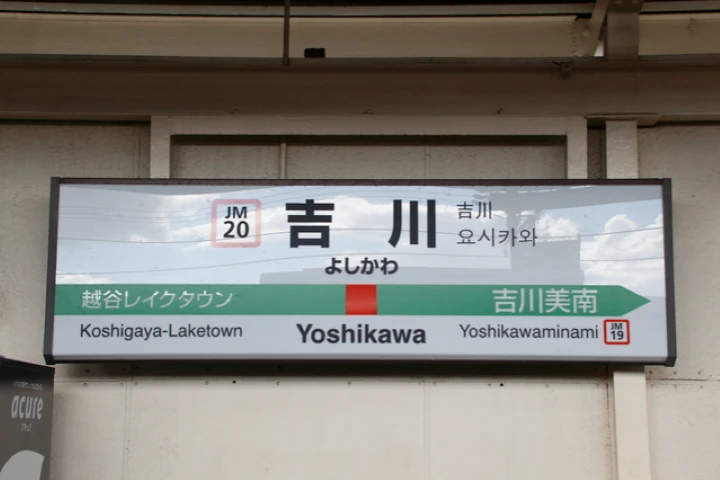 JM
20
吉 川
吉川
요시카와
よしかわ
越谷レイクタウン
吉川美南
Koshigaya-Laketown
Yoshikawa
Yoshikawaminami
JM
19
acure